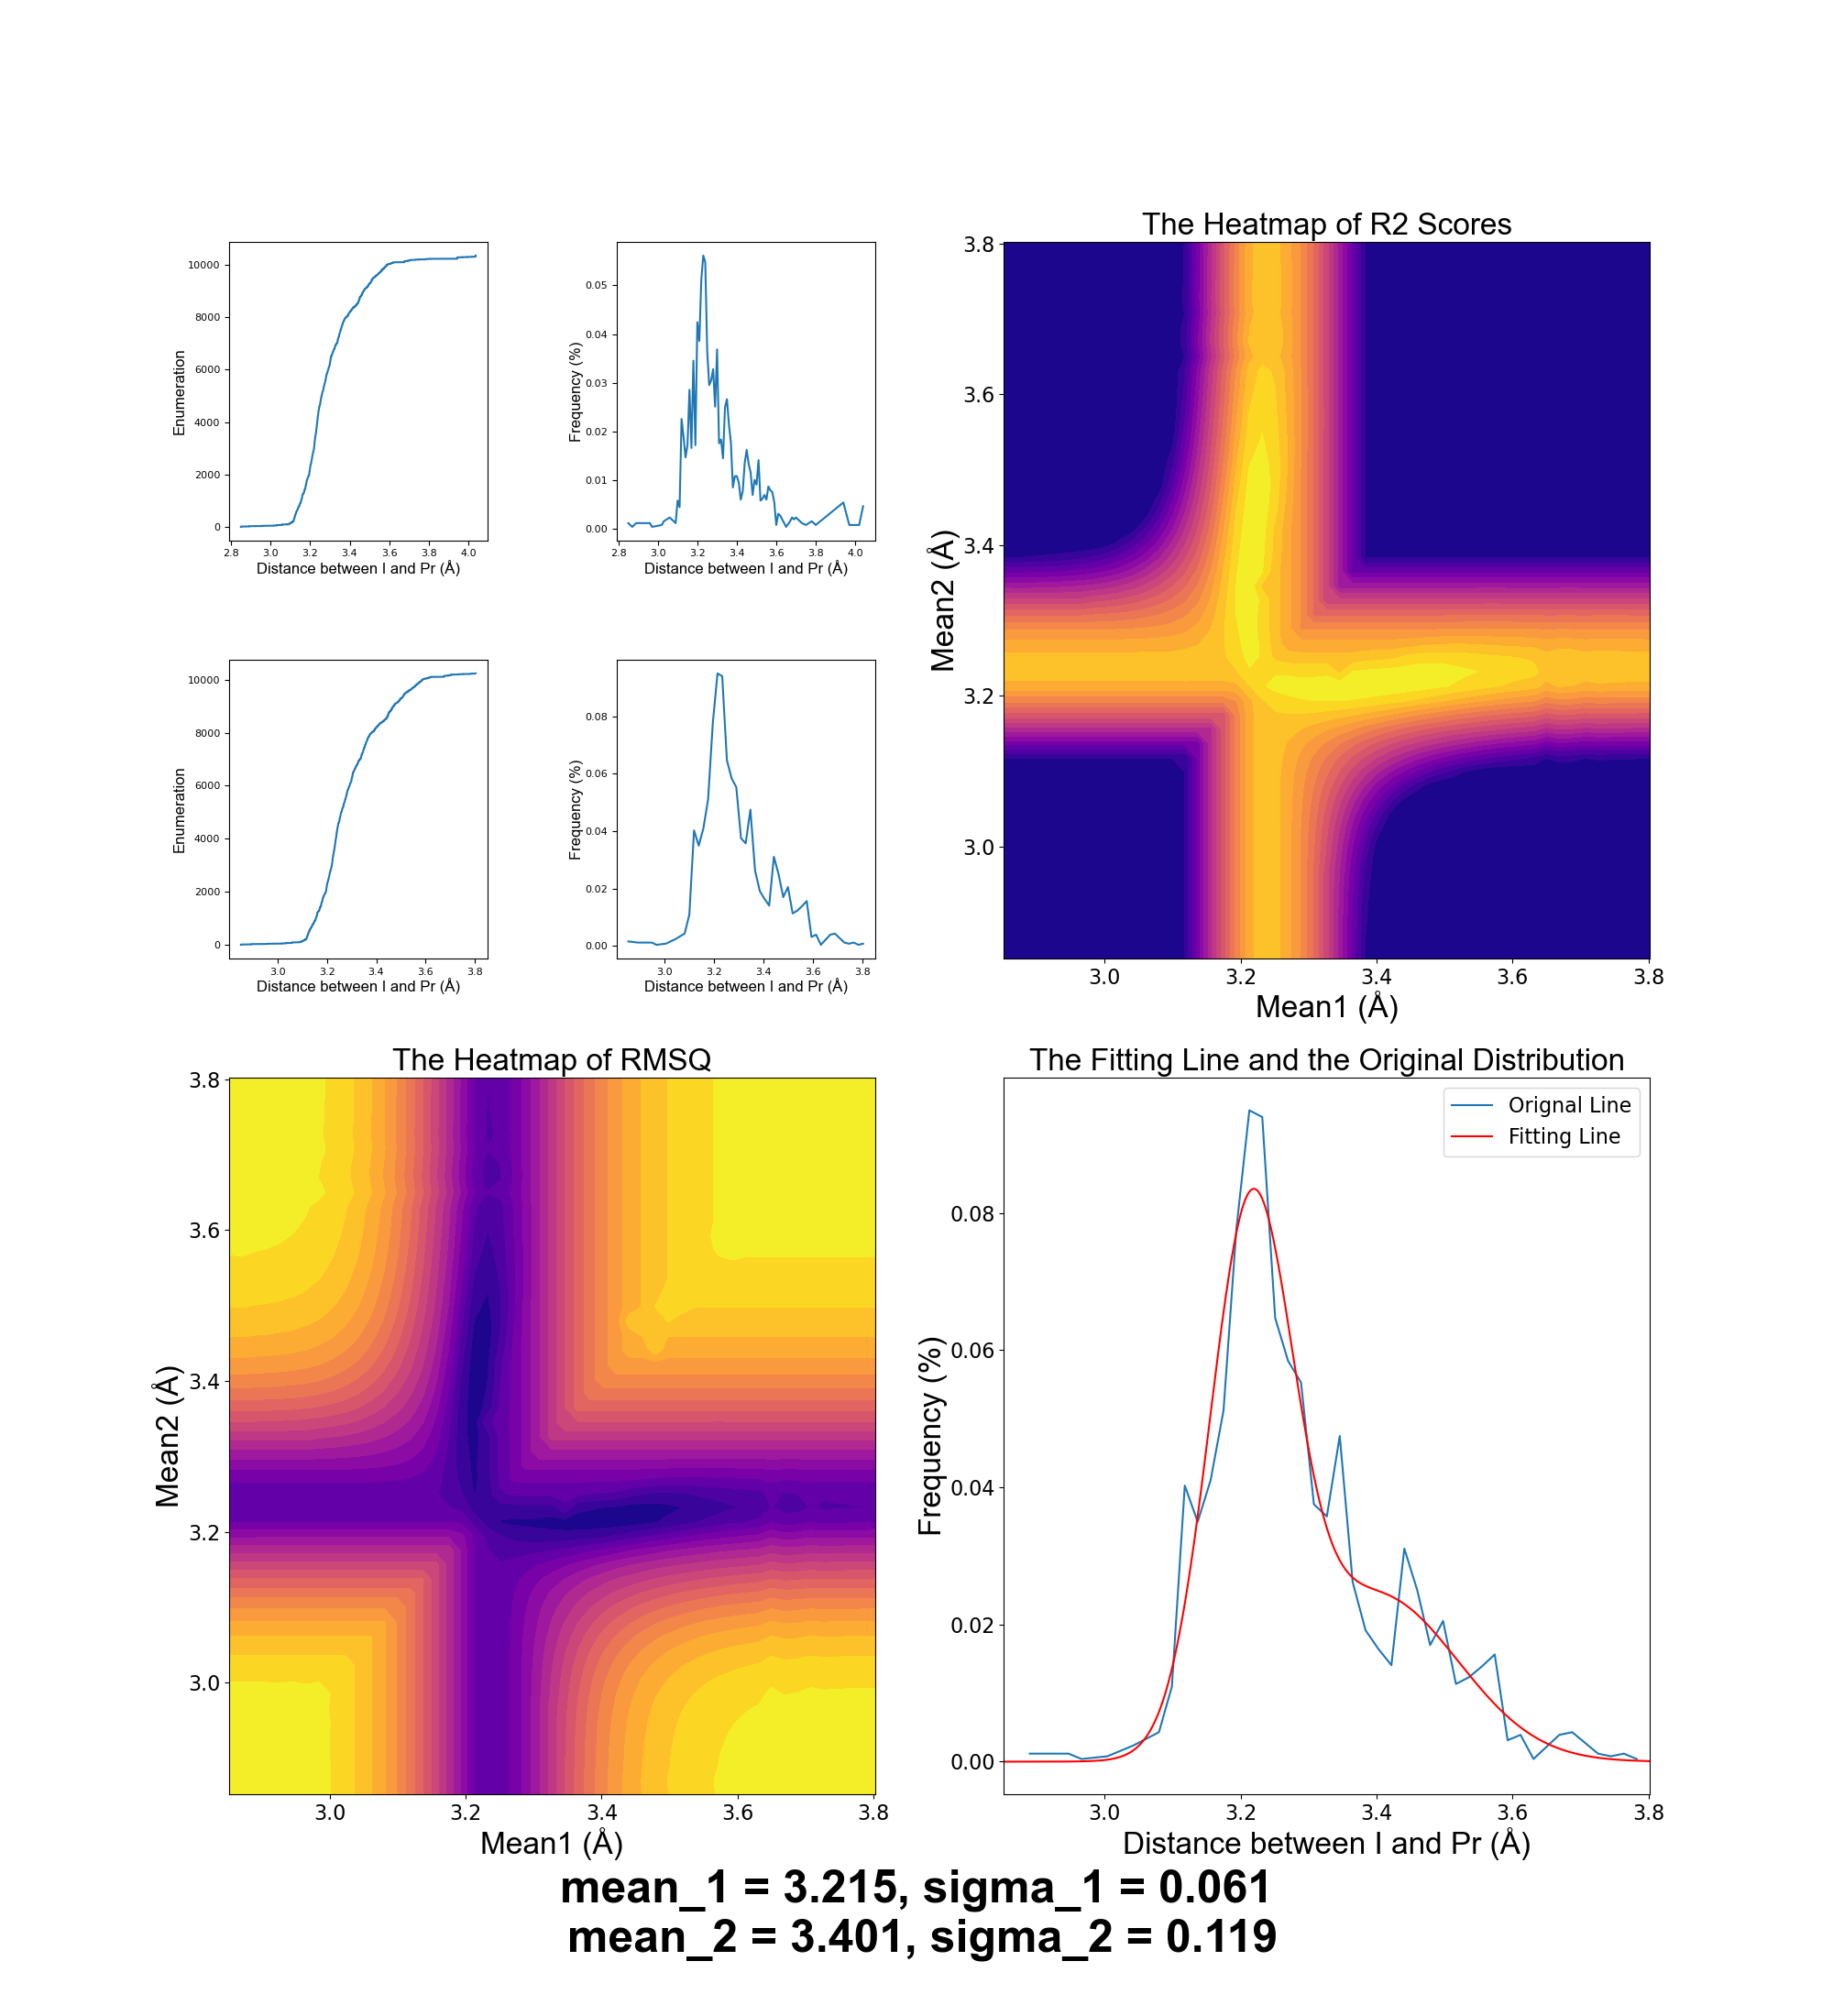 The Heatmap of R2 Scores
10000
8000
6000
4000
2000
0
Enumeration
2.8 3.0 3.2 3.4 3.6 3.8 4.0
Distance between I and Pr (Å)
0.05
0.04
0.03
0.02
0.01
0.00
Frequency (%)
2.8 3.0 3.2 3.4 3.6 3.8 4.0
Distance between I and Pr (Å)
10000
8000
6000
4000
2000
0
Enumeration
3.0 3.2 3.4 3.6 3.8
Distance between I and Pr (Å)
0.08
0.06
0.04
0.02
0.00
Frequency (%)
3.0 3.2 3.4 3.6 3.8
Distance between I and Pr (Å)
3.8
3.6
3.4
3.2
3.0
Mean2 (Å)
3.0 3.2 3.4 3.6 3.8
Mean1 (Å)
The Heatmap of RMSQ
3.8
3.6
3.4
3.2
3.0
Mean2 (Å)
3.0 3.2 3.4 3.6 3.8
Mean1 (Å)
The Fitting Line and the Original Distribution
Orignal Line
Fitting Line
0.08
0.06
0.04
0.02
0.00
Frequency (%)
3.0 3.2 3.4 3.6 3.8
Distance between I and Pr (Å)
mean_1 = 3.215, sigma_1 = 0.061
mean_2 = 3.401, sigma_2 = 0.119